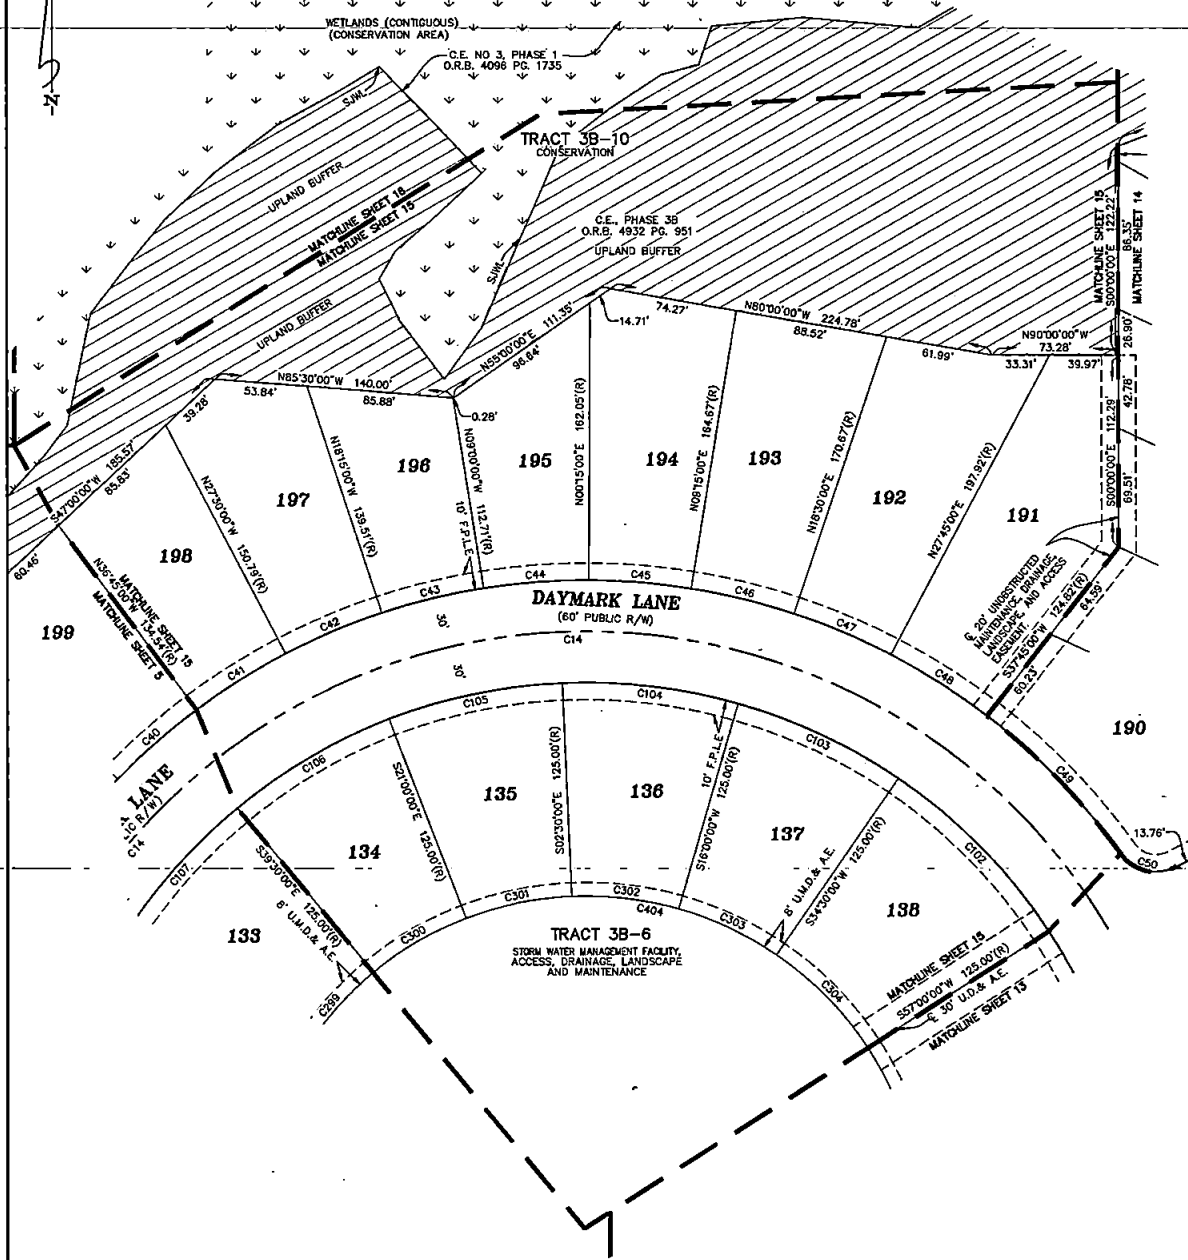 WETLANDS (CONTIGUOUS)
(CONSERVATION AREA)
C.E. NO 3, PHASE 1
O.R.B. 4096 PG. 1735
N
SJWL
TRACT 3B-10
CONSERVATION
UPLAND BUFFER
MATCHLINE SHEET 16
MATCHLINE SHEET 15
C.E., PHASE 3B
O.R.B. 4932 PG. 951
UPLAND BUFFER
SJWL
UPLAND BUFFER
MATCHLINE SHEET 15
S00°00'00"E 122.22'
86.35'
MATCHLINE SHEET 14
26.90'
N55°00'00"E 111.35'
96.64'
14.71'
74.27'
N80°00'00"W 224.78'
88.52'
61.99'
N90°00'00"W
73.28'
33.31'
39.97'
42.78'
S00°00'00"E 112.29'
69.51'
N85°30'00"W 140.00'
53.84'
85.88'
0.28'
39.28'
S47°00'00"W 185.57'
85.83'
60.46'
N27°30'00"W 150.79'(R)
N18°15'00"W 139.51'(R)
N09°00'00"W 112.71'(R)
10' F.P.L.E
N00°15'00"E 162.05'(R)
N09°15'00"E 164.67'(R)
N18°30'00"E 170.67'(R)
N27°45'00"E 197.92'(R)
196
195
194
193
192
191
197
198
199
190
MATCHLINE SHEET 15
N36°45'00"W 134.54'(R)
MATCHLINE SHEET 5
℄ 20' UNOBSTRUCTED
MAINTENANCE, DRAINAGE,
LANDSCAPE, AND ACCESS
EASEMENT.
S37°45'00"W 124.82'(R)
64.59'
60.23'
C40
C41
C42
C43
C44
C45
C46
C47
C48
C49
C50
13.76'
DAYMARK LANE
(60' PUBLIC R/W)
C14
30'
30'
LANE
IC R/W)
C14
C107
C106
C105
C104
C103
C102
S39°30'00"E 125.00'(R)
8' U.M.D.& A.E.
S21°00'00"E 125.00'(R)
S02°30'00"E 125.00'(R)
10' F.P.L.E
S16°00'00"W 125.00'(R)
S34°30'00"W 125.00'(R)
8' U.M.D.& A.E.
133
134
135
136
137
138
C299
C300
C301
C302
C404
C303
C304
TRACT 3B-6
STORM WATER MANAGEMENT FACILITY,
ACCESS, DRAINAGE, LANDSCAPE
AND MAINTENANCE
MATCHLINE SHEET 15
S57°00'00"W 125.00'(R)
℄ 30' U.D.& A.E.
MATCHLINE SHEET 13